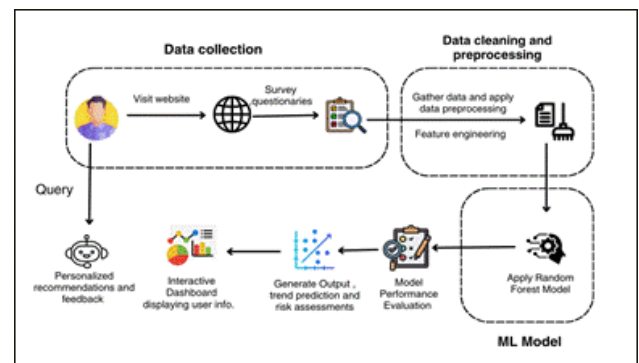 Data collection
Data cleaning and
preprocessing
Visit website
Survey
questionaries
Gather data and apply
data preprocessing
Feature engineering
Query
Personalized
recommendations and
feedback
Interactive
Dashboard
displaying user info.
Generate Output ,
trend prediction and
risk assessments
Model
Performance
Evaluation
Apply Random
Forest Model
ML Model